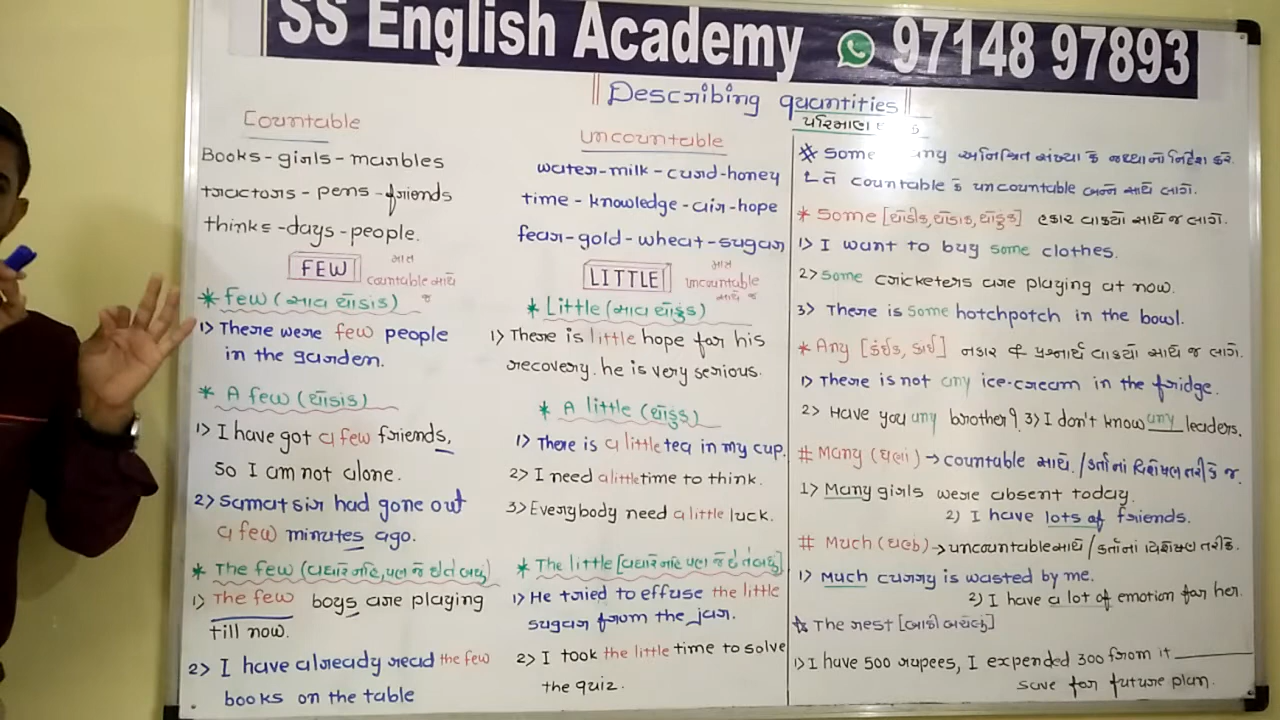 SS English Academy 97148 97893
Describing quantities
પરિમાણ
Countable
Books - girls - marbles
tractors - pens - friends
thinks - days - people.
FEW માત્ર
countable સાથે
જ
* Few (સાવ થોડાક)
1> There were few people
in the garden.
* A few (થોડાક)
1> I have got a few friends,
So I am not alone.
2> Samat sir had gone out
a few minutes ago.
* The few (વધારે નહિ, પણ જે છે તે બધું)
1> The few boys are playing
till now.
2> I have already read the few
books on the table
uncountable
water - milk - curd - honey
time - knowledge - air - hope
fear - gold - wheat - sugar
LITTLE માત્ર
uncountable
સાથે જ
* Little (સાવ થોડુંક)
1> There is little hope for his
recovery. he is very serious.
* A little (થોડુંક)
1> There is a little tea in my cup.
2> I need a little time to think.
3> Everybody need a little luck.
* The little [વધારે નહિ પણ જે છે તે બધું]
1> He tried to effuse the little
sugar from the jar.
2> I took the little time to solve
the quiz.
* Some any અનિશ્ચિત સંખ્યા કે જથ્થાનો નિર્દેશ કરે.
તે countable કે uncountable બન્ને સાથે લાગે.
* Some [થોડીક, થોડાક, થોડુંક] હકાર વાક્યો સાથે જ લાગે.
1> I want to buy some clothes.
2> Some cricketers are playing at now.
3> There is some hotchpotch in the bowl.
* Any [કંઈક, કાંઈ] નકાર & પ્રશ્નાર્થ વાક્યો સાથે જ લાગે.
1> There is not any ice-cream in the fridge.
2> Have you any brother? 3> I don't know any leaders.
# Many (ઘણાં) → countable સાથે. / કર્તાનાં વિશેષણ તરીકે જ.
1> Many girls were absent today.
2) I have lots of friends.
# Much (ઘણું) → uncountable સાથે / કર્તાનાં વિશેષણ તરીકે.
1> Much curry is wasted by me.
2) I have a lot of emotion for her.
* The rest [બાકી બચેલું]
1> I have 500 rupees, I expended 300 from it
save for future plan.